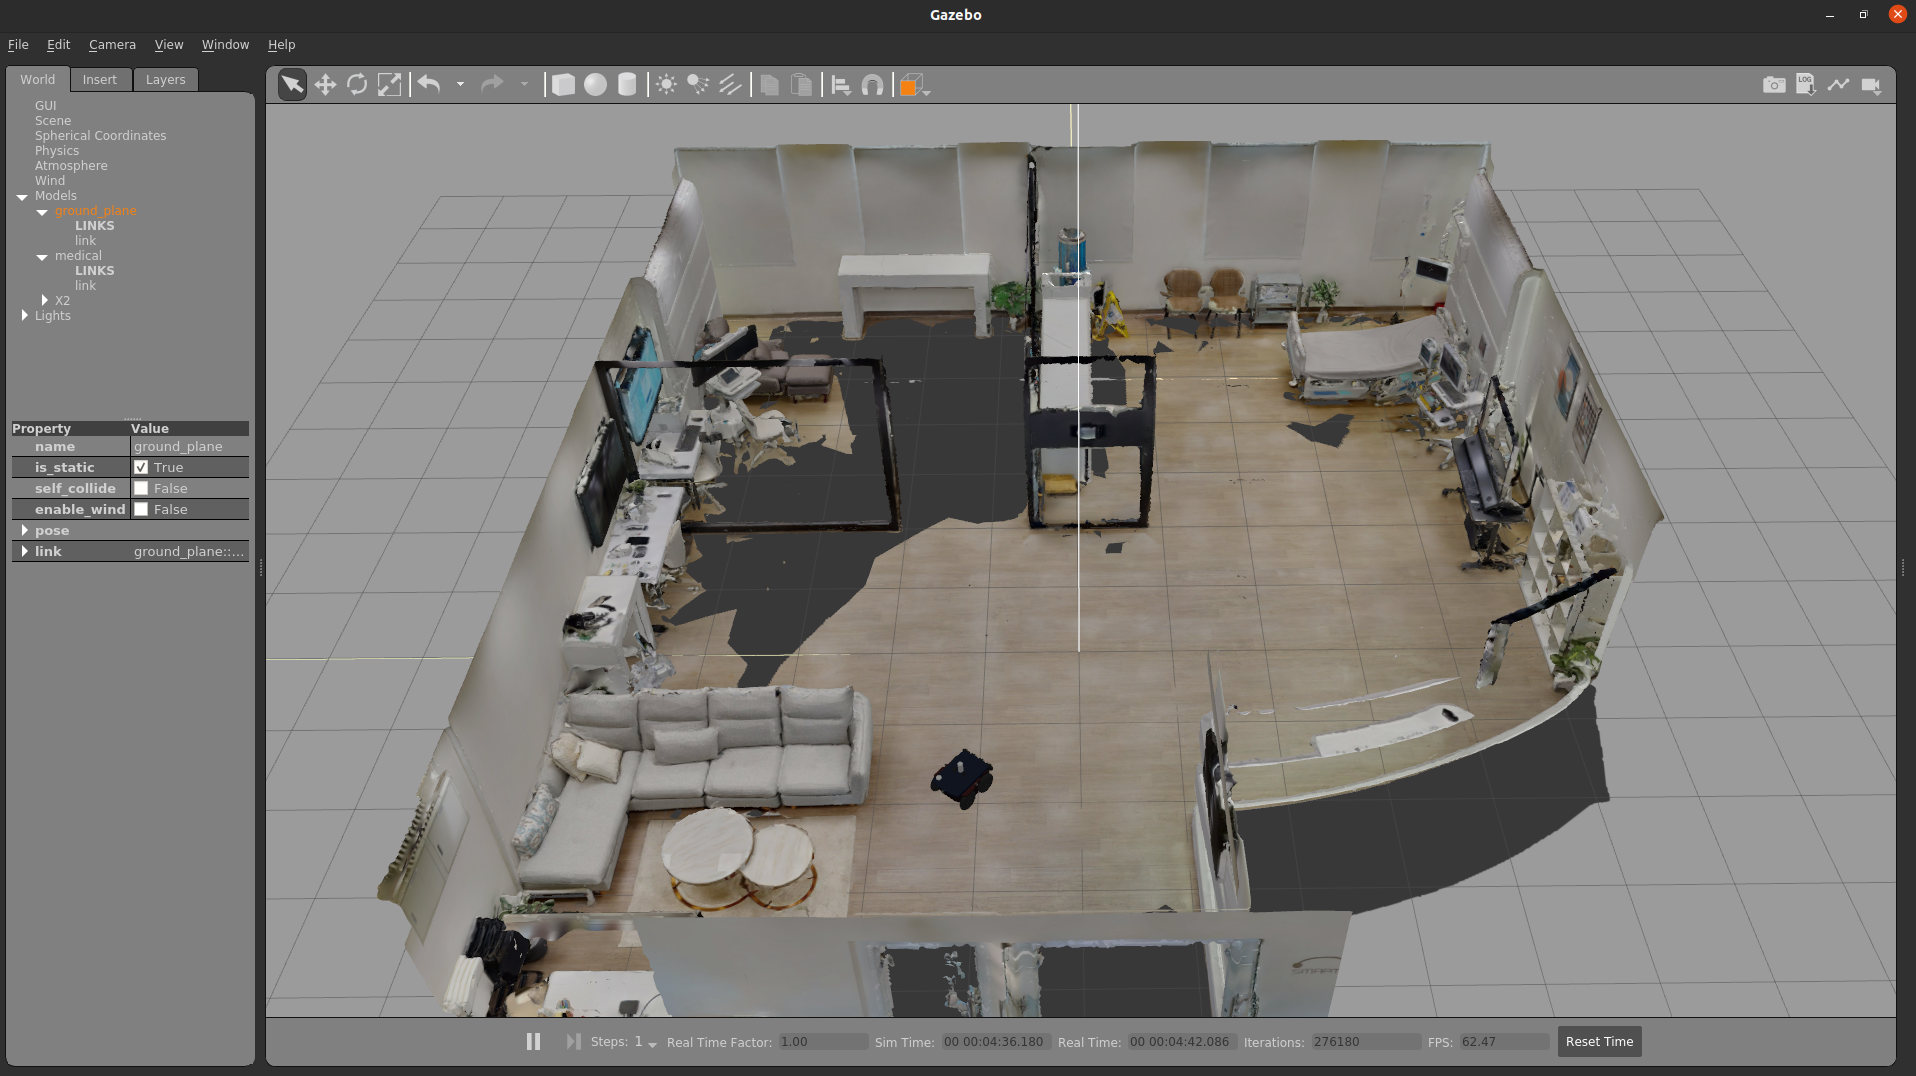 Gazebo
File Edit Camera View Window Help
World Insert Layers
GUI
Scene
Spherical Coordinates
Physics
Atmosphere
Wind
Models
ground_plane
LINKS
link
medical
LINKS
link
X2
Lights
Property Value
name ground_plane
is_static True
self_collide False
enable_wind False
pose
link ground_plane::...
LOG
SMART
Steps: 1 Real Time Factor: 1.00 Sim Time: 00 00:04:36.180 Real Time: 00 00:04:42.086 Iterations: 276180 FPS: 62.47 Reset Time